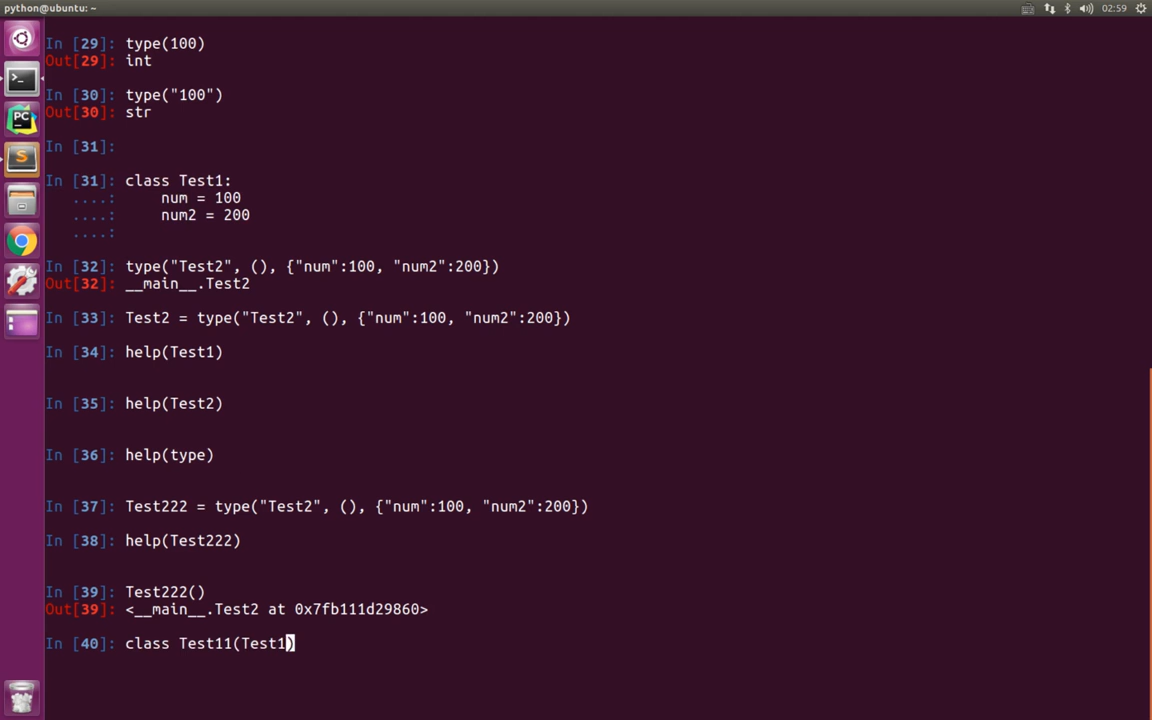 python@ubuntu: ~
02:59
In [29]: type(100)
Out[29]: int
In [30]: type("100")
Out[30]: str
In [31]:
In [31]: class Test1:
....: num = 100
....: num2 = 200
....:
In [32]: type("Test2", (), {"num":100, "num2":200})
Out[32]: __main__.Test2
In [33]: Test2 = type("Test2", (), {"num":100, "num2":200})
In [34]: help(Test1)
In [35]: help(Test2)
In [36]: help(type)
In [37]: Test222 = type("Test2", (), {"num":100, "num2":200})
In [38]: help(Test222)
In [39]: Test222()
Out[39]: <__main__.Test2 at 0x7fb111d29860>
In [40]: class Test11(Test1)
PC
S